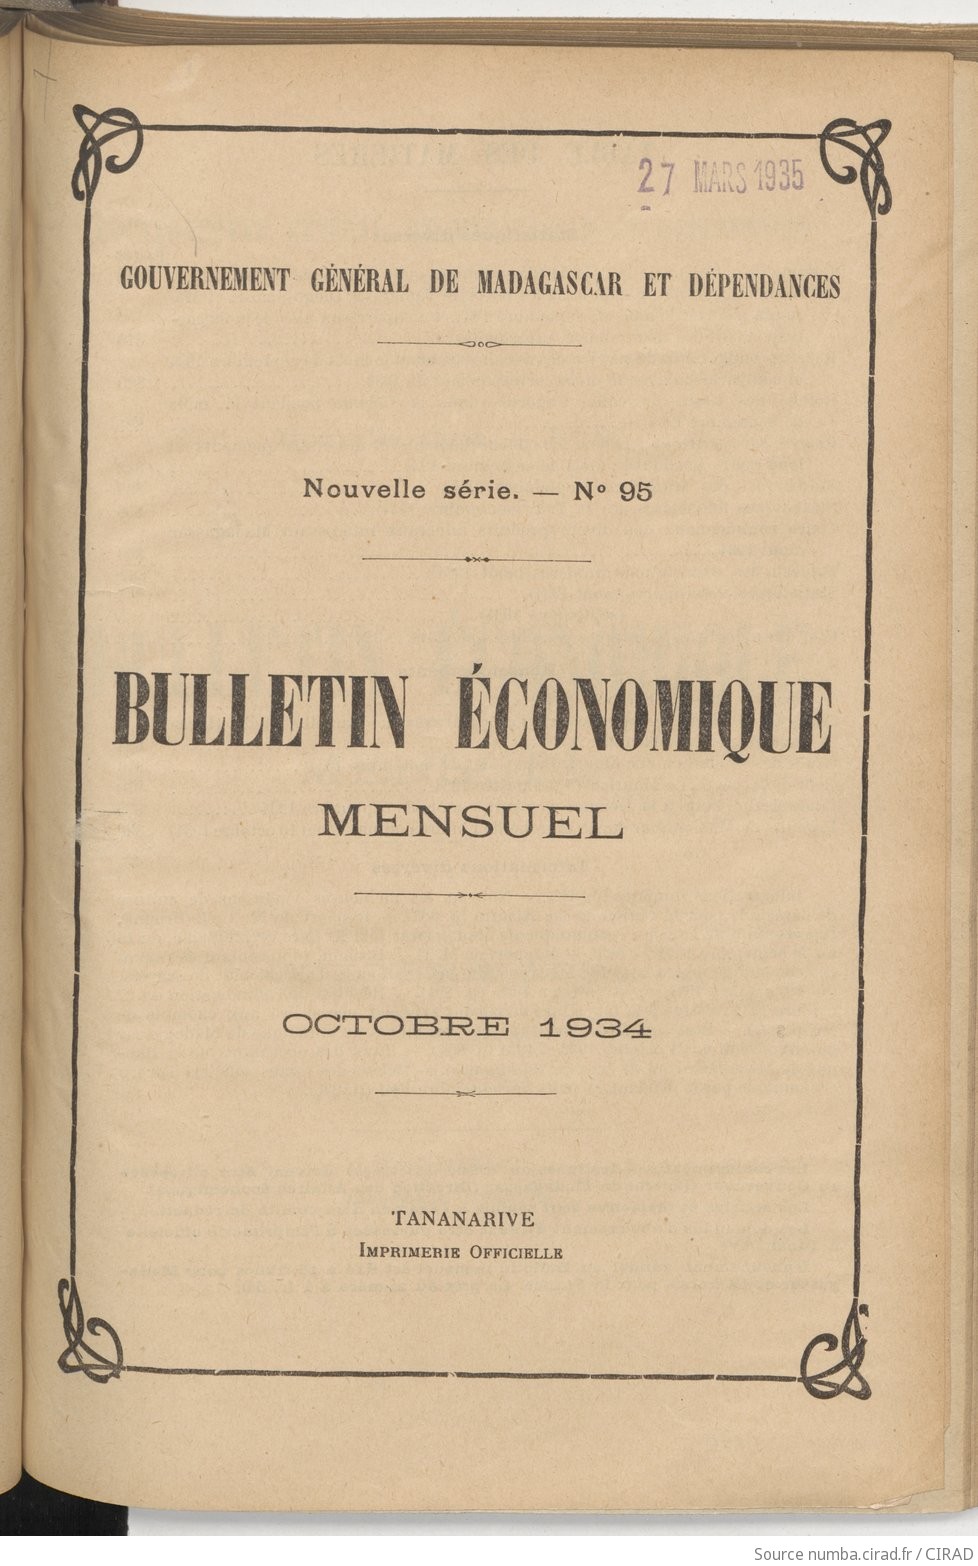 27 MARS 1935
GOUVERNEMENT GÉNÉRAL DE MADAGASCAR ET DÉPENDANCES
Nouvelle série. — Nº 95
BULLETIN ÉCONOMIQUE
MENSUEL
OCTOBRE 1934
TANANARIVE
IMPRIMERIE OFFICIELLE
Source numba.cirad.fr / CIRAD